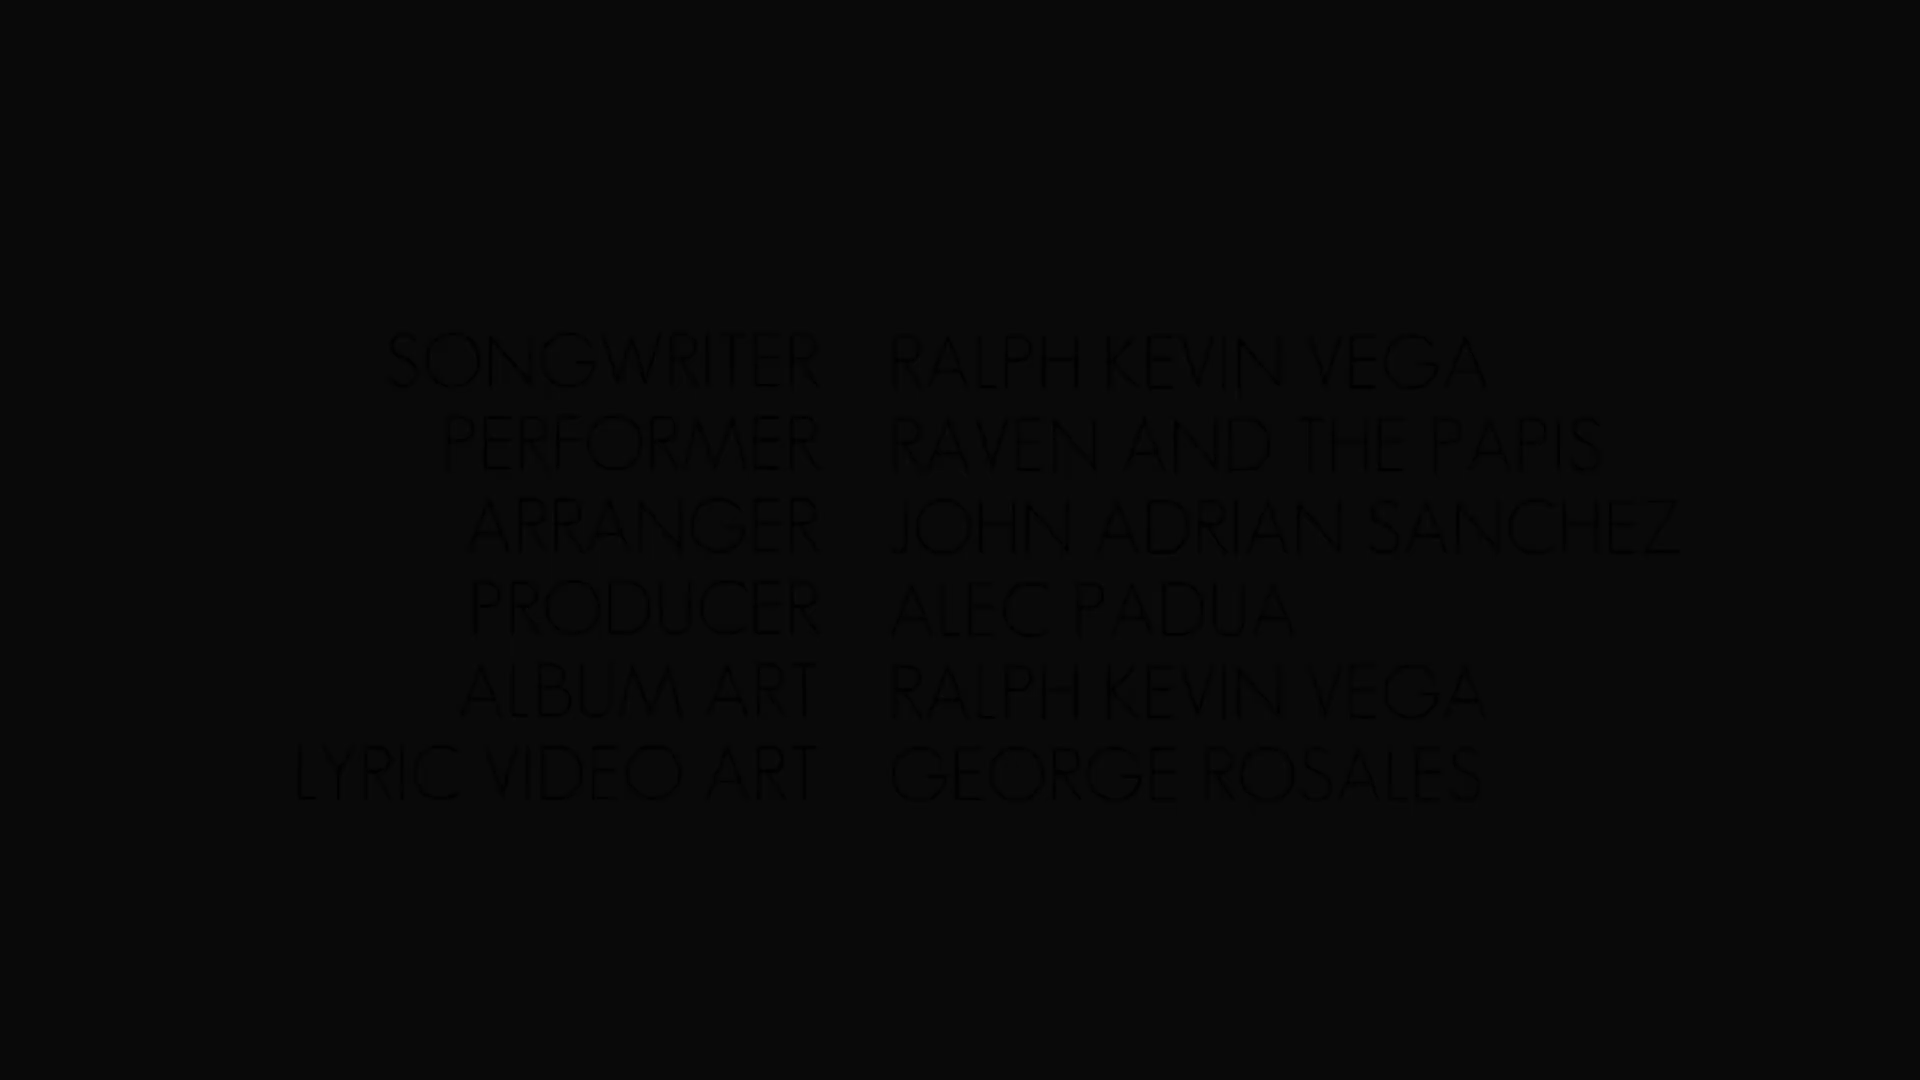 SONGWRITER RALPH KEVIN VEGA
PERFORMER RAVEN AND THE PAPIS
ARRANGER JOHN ADRIAN SANCHEZ
PRODUCER ALEC PADUA
ALBUM ART RALPH KEVIN VEGA
LYRIC VIDEO ART GEORGE ROSALES